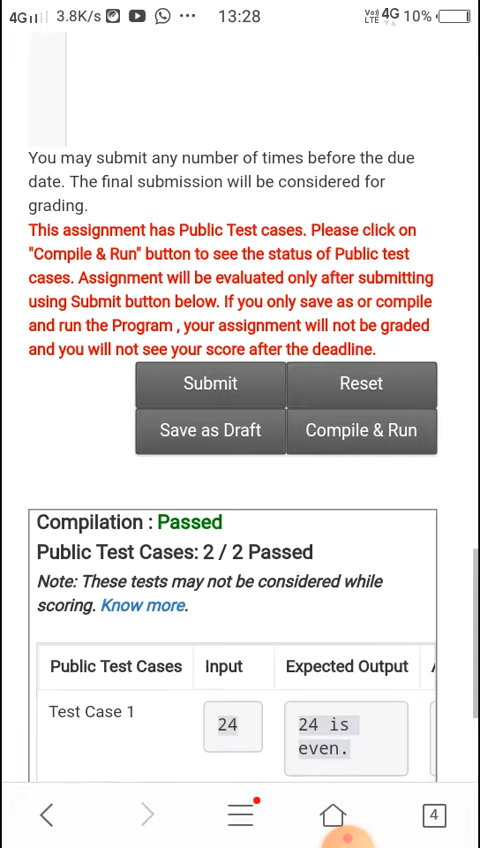 4G 3.8K/s ... 13:28 VoI) LTE 4G 10%
You may submit any number of times before the due
date. The final submission will be considered for
grading.
This assignment has Public Test cases. Please click on
"Compile & Run" button to see the status of Public test
cases. Assignment will be evaluated only after submitting
using Submit button below. If you only save as or compile
and run the Program , your assignment will not be graded
and you will not see your score after the deadline.
Submit Reset
Save as Draft Compile & Run
Compilation : Passed
Public Test Cases: 2 / 2 Passed
Note: These tests may not be considered while
scoring. Know more.
Public Test Cases Input Expected Output
Test Case 1 24 24 is
even.
4